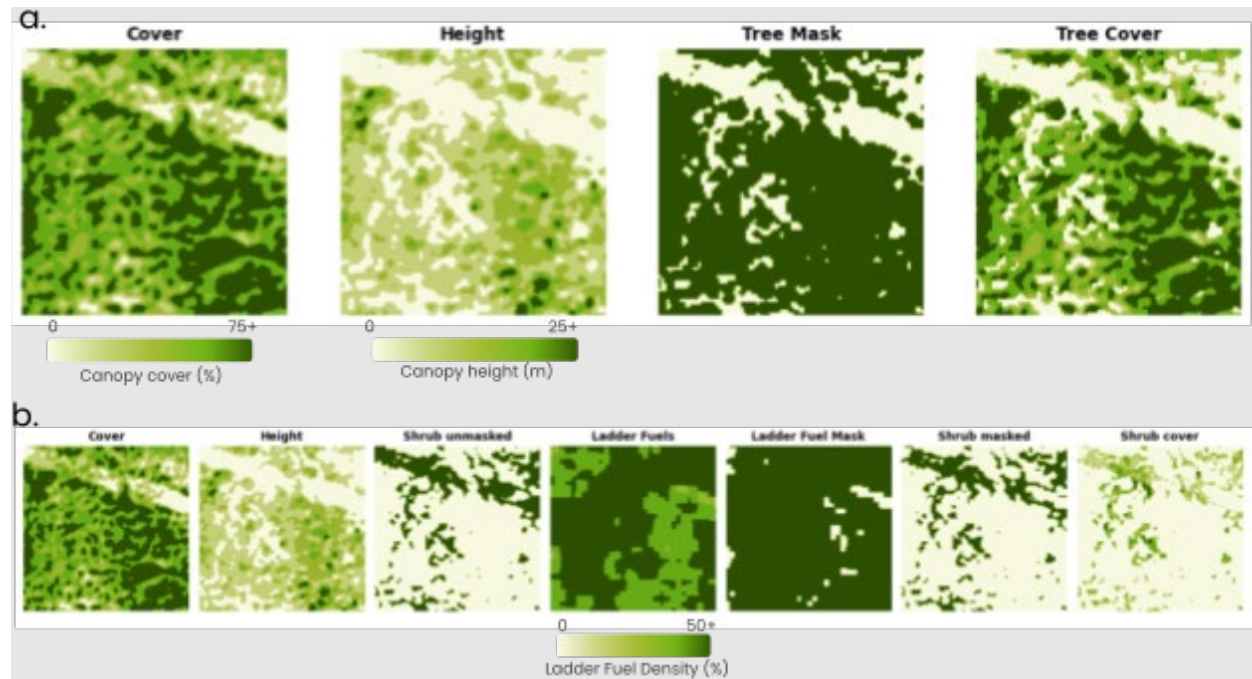 a.
Cover Height Tree Mask Tree Cover
0 75+ 0 25+
Canopy cover (%) Canopy height (m)
b.
Cover Height Shrub unmasked Ladder Fuels Ladder Fuel Mask Shrub masked Shrub cover
0 50+
Ladder Fuel Density (%)